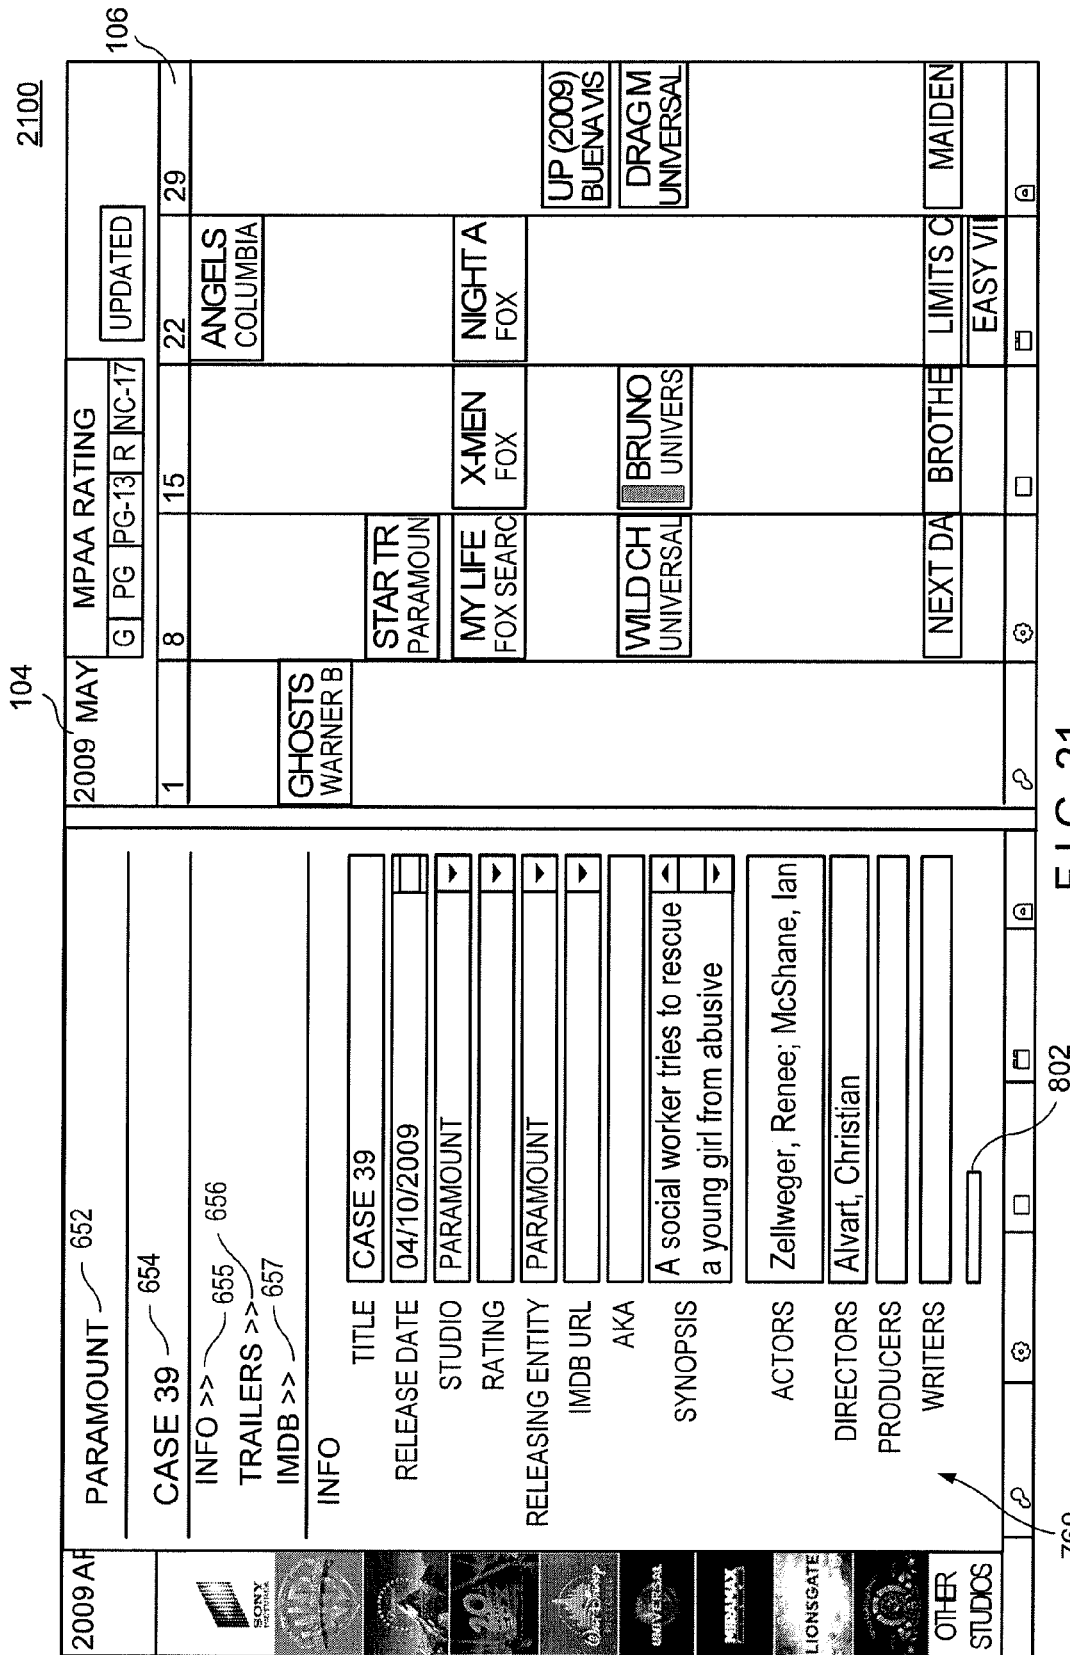 2100
2009 AP
PARAMOUNT
652
CASE 39
654
INFO >>
655
TRAILERS >>
656
IMDB >>
657
INFO
TITLE
CASE 39
RELEASE DATE
04/10/2009
STUDIO
PARAMOUNT
RATING
RELEASING ENTITY
PARAMOUNT
IMDB URL
AKA
SYNOPSIS
A social worker tries to rescue
a young girl from abusive
ACTORS
Zellweger, Renee; McShane, Ian
DIRECTORS
Alvart, Christian
PRODUCERS
WRITERS
802
SONY
PICTURES
20
UNIVERSAL
MIRAMAX
LIONSGATE
OTHER
STUDIOS
104
2009 MAY
MPAA RATING
G PG PG-13 R NC-17
UPDATED
106
1 8 15 22 29
ANGELS
COLUMBIA
GHOSTS
WARNER B
STAR TR
PARAMOUN
MY LIFE
FOX SEARC
X-MEN
FOX
NIGHT A
FOX
UP (2009)
BUENA VIS
WILD CH
UNIVERSAL
BRUNO
UNIVERS
DRAG M
UNIVERSAL
NEXT DA
BROTHE
LIMITS C
MAIDEN
EASY VI